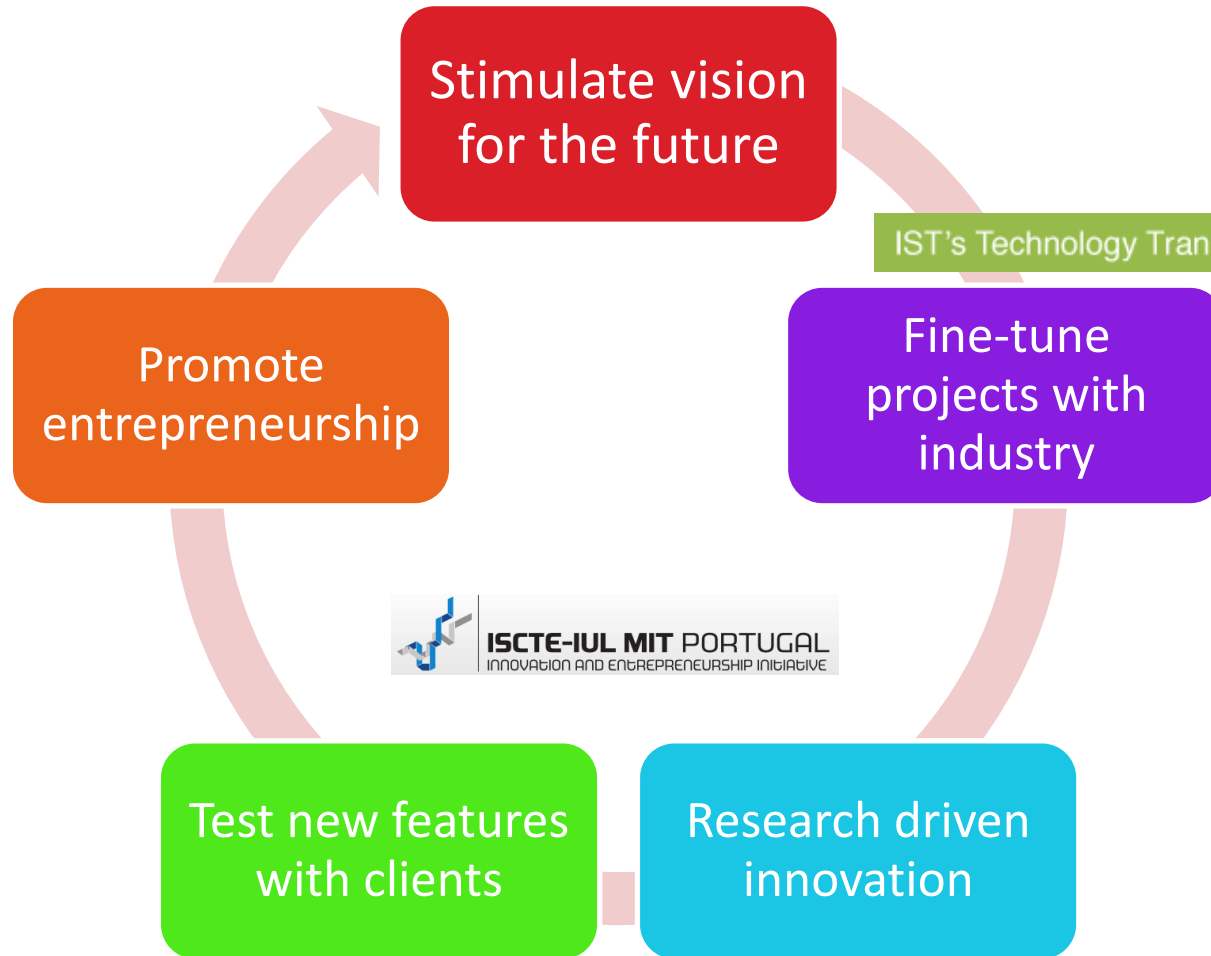 Stimulate vision
for the future
IST's Technology Tran
Fine-tune
projects with
industry
Promote
entrepreneurship
ISCTE-IUL MIT PORTUGAL
INNOVATION AND ENTREPRENEURSHIP INITIATIVE
Test new features
with clients
Research driven
innovation